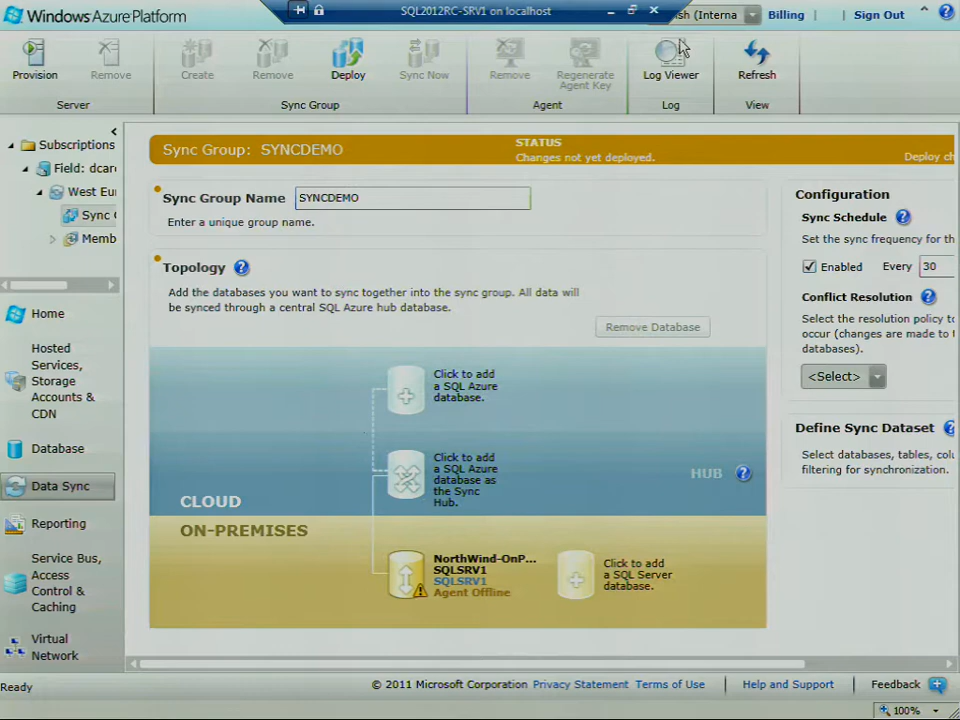 Windows Azure Platform
SQL2012RC-SRV1 on localhost
sh (Interna
Billing
Sign Out
Provision
Remove
Create
Remove
Deploy
Sync Now
Remove
Regenerate
Agent Key
Log Viewer
Refresh
Server
Sync Group
Agent
Log
View
Subscriptions
Field: dcar
West Eur
Sync G
Memb
Home
Hosted
Services,
Storage
Accounts &
CDN
Database
Data Sync
Reporting
Service Bus,
Access
Control &
Caching
Virtual
Network
Sync Group: SYNCDEMO
STATUS
Changes not yet deployed.
Deploy ch
Sync Group Name
SYNCDEMO
Enter a unique group name.
Topology
Add the databases you want to sync together into the sync group. All data will
be synced through a central SQL Azure hub database.
Remove Database
Click to add
a SQL Azure
database.
Click to add
a SQL Azure
database as
the Sync
Hub.
HUB
CLOUD
ON-PREMISES
NorthWind-OnP...
SQLSRV1
SQLSRV1
Agent Offline
Click to add
a SQL Server
database.
Configuration
Sync Schedule
Set the sync frequency for th
Enabled
Every
30
Conflict Resolution
Select the resolution policy to
occur (changes are made to t
databases).
<Select>
Define Sync Dataset
Select databases, tables, colu
filtering for synchronization.
Ready
© 2011 Microsoft Corporation
Privacy Statement
Terms of Use
Help and Support
Feedback
100%